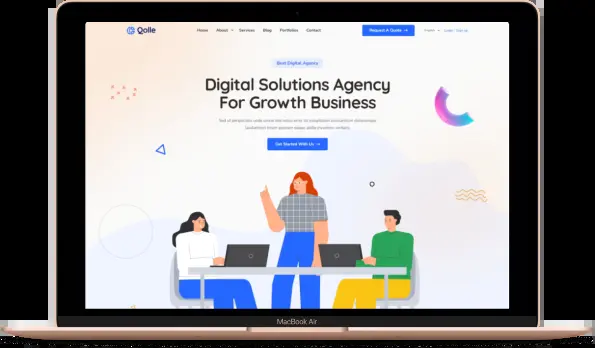 Qolle
Home About Services Blog Portfolios Contact
Request A Quote
Best Digital Agency
Digital Solutions Agency
For Growth Business
Get Started With Us
MacBook Air